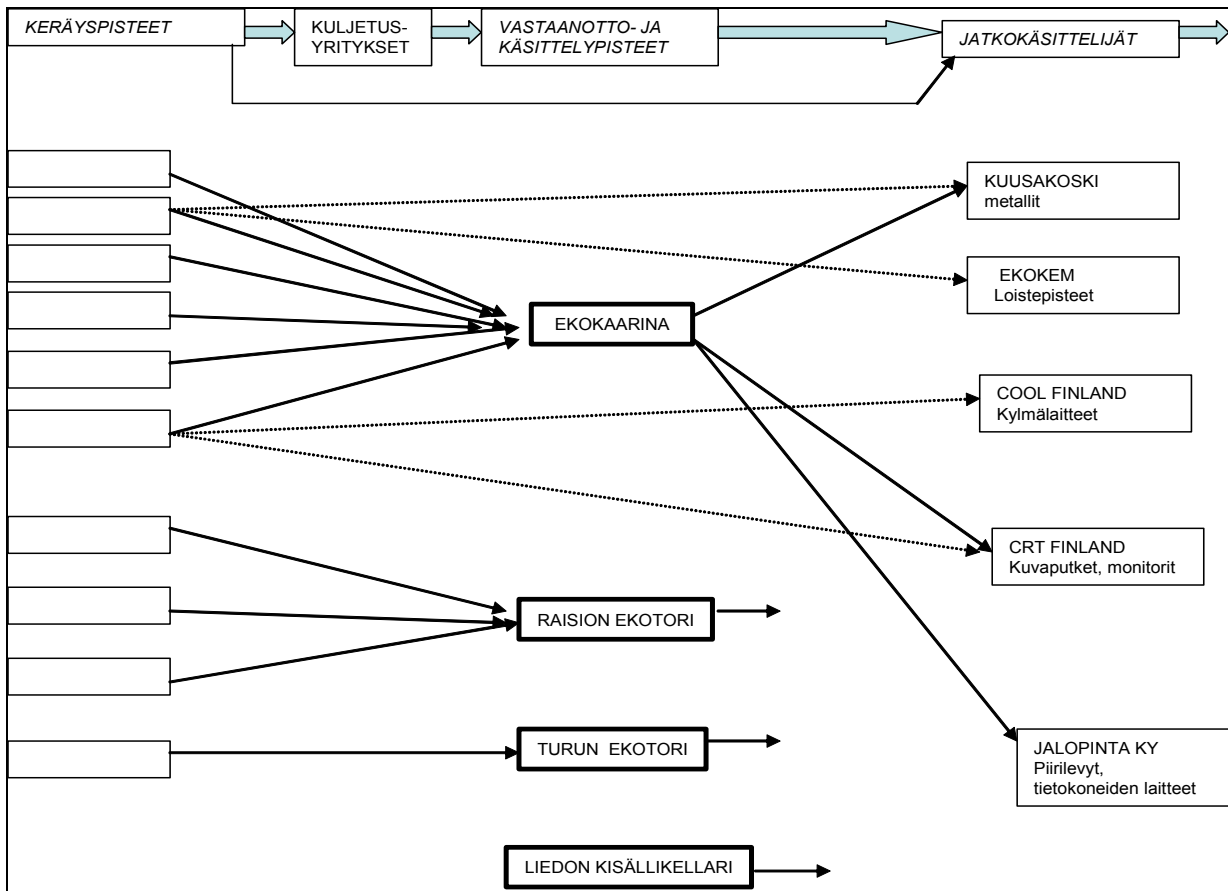 KERÄYSPISTEET
KULJETUS-
YRITYKSET
VASTAANOTTO- JA
KÄSITTELYPISTEET
JATKOKÄSITTELIJÄT
KUUSAKOSKI
metallit
EKOKEM
Loistepisteet
EKOKAARINA
COOL FINLAND
Kylmälaitteet
CRT FINLAND
Kuvaputket, monitorit
RAISION EKOTORI
TURUN EKOTORI
JALOPINTA KY
Piirilevyt,
tietokoneiden laitteet
LIEDON KISÄLLIKELLARI